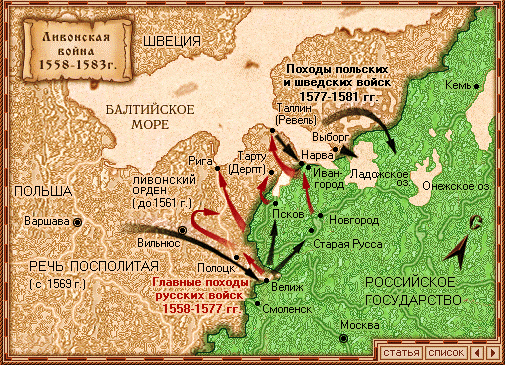 Ливонская
война
1558-1583г.
ШВЕЦИЯ
Походы польских
и шведских войск
1577-1581 гг.
Кемь
БАЛТИЙСКОЕ
МОРЕ
Таллин
(Ревель)
Выборг
Рига
Тарту
(Дерпт)
Нарва
Иван-
город
Ладожское
оз.
Онежское оз.
ЛИВОНСКИЙ
ОРДЕН
(до 1561 г.)
ПОЛЬША
Варшава
Псков
Новгород
Вильнюс
Старая Русса
С
РЕЧЬ ПОСПОЛИТАЯ
( с 1569 г.)
Полоцк
Главные походы
русских войск
1558-1577 гг.
Велиж
РОССИЙСКОЕ
ГОСУДАРСТВО
Смоленск
Москва
статья
список